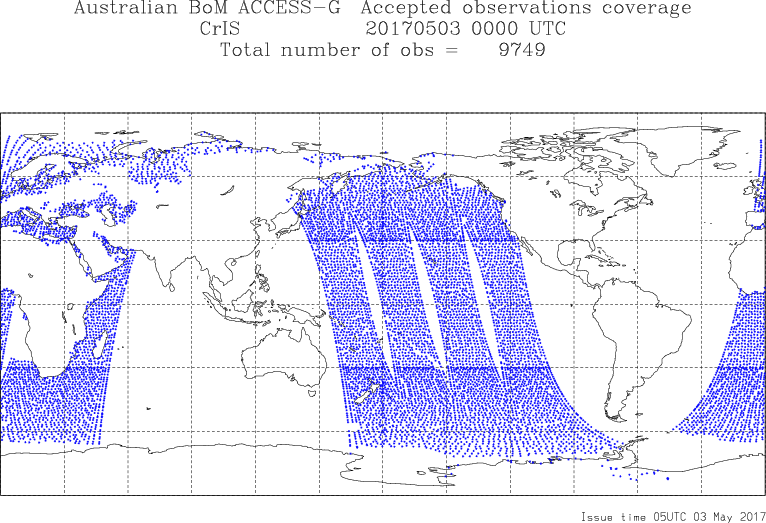 Australian BoM ACCESS-G Accepted observations coverage
CrIS 20170503 0000 UTC
Total number of obs = 9749
Issue time 05UTC 03 May 2017